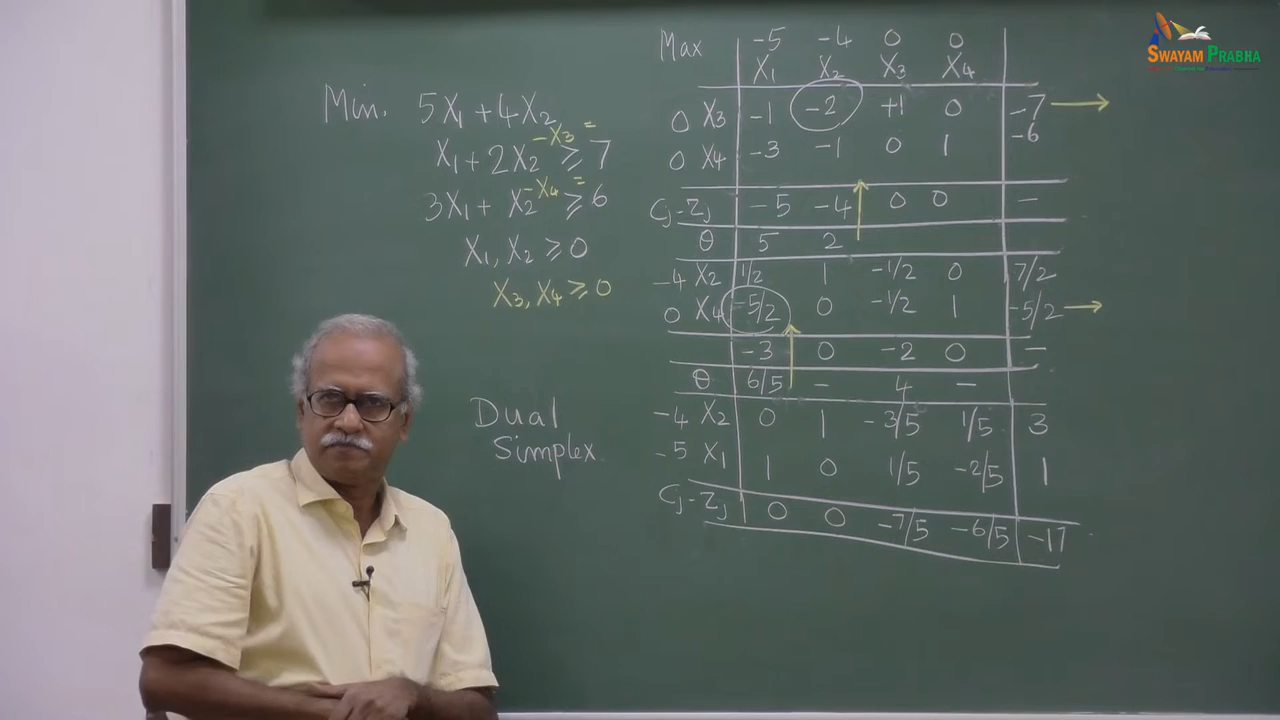 Min. 5X₁ + 4X₂
X₁ + 2X₂ - X₃ = ≥ 7
3X₁ + X₂ - X₄ = ≥ 6
X₁, X₂ ≥ 0
X₃, X₄ ≥ 0
Dual
Simplex.
Max -5 -4 0 0
X₁ X₂ X₃ X₄
0 X₃ -1 -2 +1 0 -7 →
0 X₄ -3 -1 0 1 -6
Cj-Zj -5 -4 0 0 -
θ 5 2
-4 X₂ 1/2 1 -1/2 0 7/2
0 X₄ -5/2 0 -1/2 1 -5/2 →
-3 0 -2 0 -
θ 6/5 - 4 -
-4 X₂ 0 1 -3/5 1/5 3
-5 X₁ 1 0 1/5 -2/5 1
Cj-Zj 0 0 -7/5 -6/5 -17
SWAYAM PRABHA